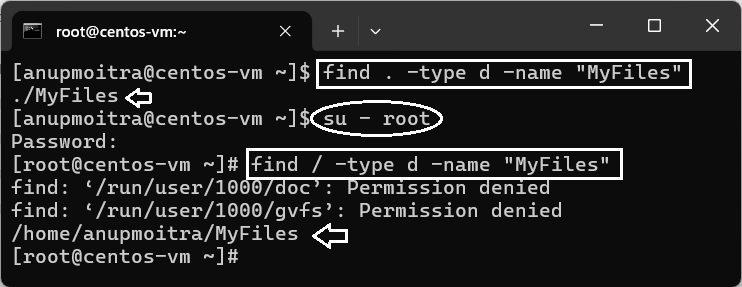 root@centos-vm:~
[anupmoitra@centos-vm ~]$ find . -type d -name "MyFiles"
./MyFiles
[anupmoitra@centos-vm ~]$ su - root
Password:
[root@centos-vm ~]# find / -type d -name "MyFiles"
find: ‘/run/user/1000/doc’: Permission denied
find: ‘/run/user/1000/gvfs’: Permission denied
/home/anupmoitra/MyFiles
[root@centos-vm ~]#